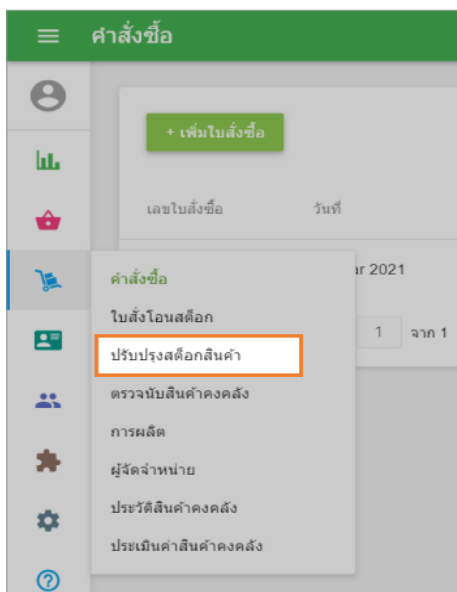 คำสั่งซื้อ
+ เพิ่มใบสั่งซื้อ
เลขใบสั่งซื้อ วันที่
ar 2021
1 จาก 1
คำสั่งซื้อ
ใบสั่งโอนสต็อก
ปรับปรุงสต็อกสินค้า
ตรวจนับสินค้าคงคลัง
การผลิต
ผู้จัดจำหน่าย
ประวัติสินค้าคงคลัง
ประเมินค่าสินค้าคงคลัง